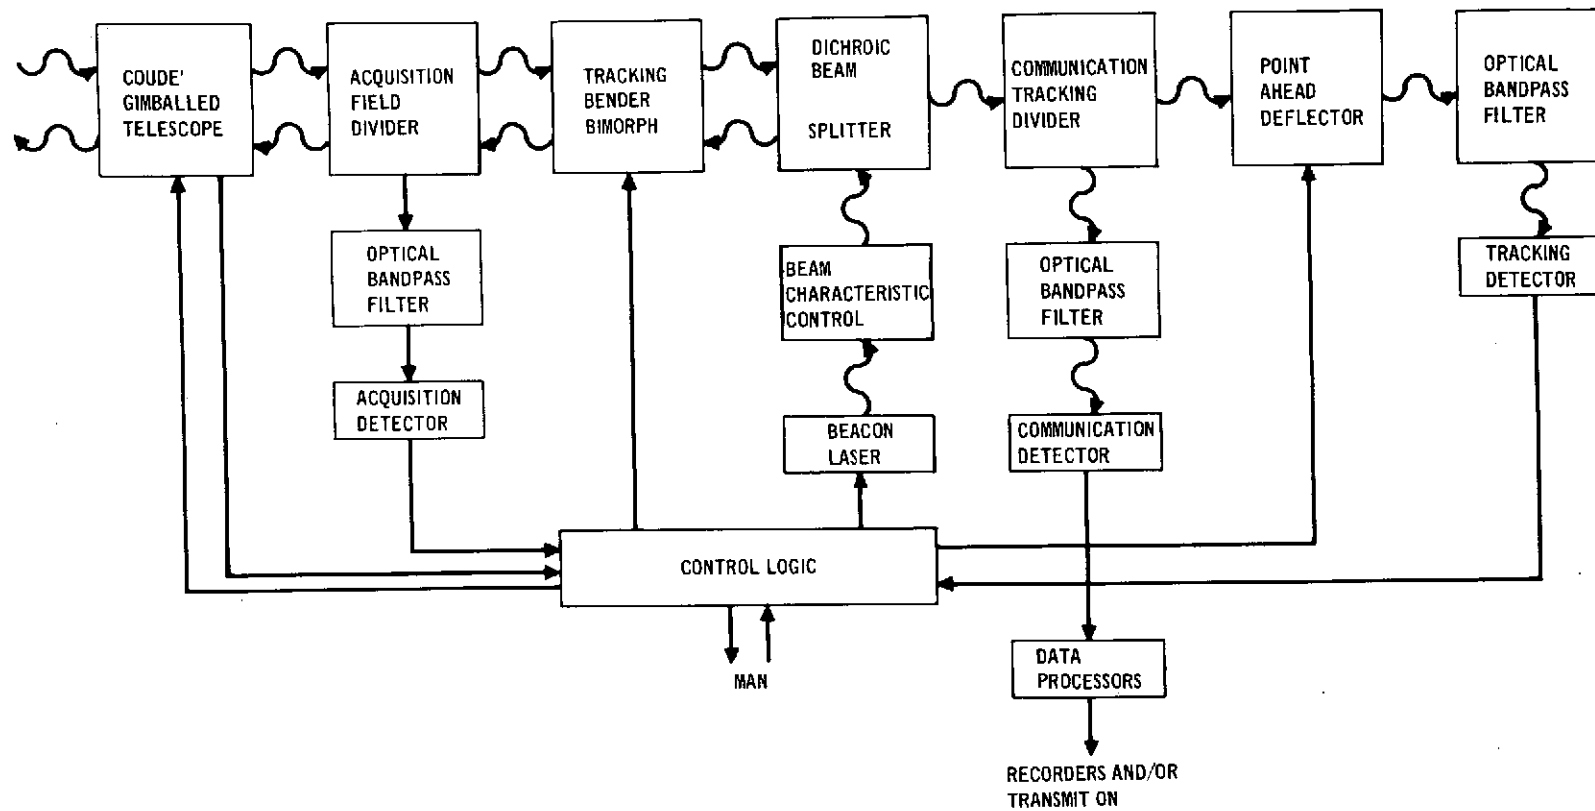 COUDE'
GIMBALLED
TELESCOPE
ACQUISITION
FIELD
DIVIDER
TRACKING
BENDER
BIMORPH
DICHROIC
BEAM
SPLITTER
COMMUNICATION
TRACKING
DIVIDER
POINT
AHEAD
DEFLECTOR
OPTICAL
BANDPASS
FILTER
OPTICAL
BANDPASS
FILTER
BEAM
CHARACTERISTIC
CONTROL
OPTICAL
BANDPASS
FILTER
TRACKING
DETECTOR
ACQUISITION
DETECTOR
BEACON
LASER
COMMUNICATION
DETECTOR
CONTROL LOGIC
MAN
DATA
PROCESSORS
RECORDERS AND/OR
TRANSMIT ON